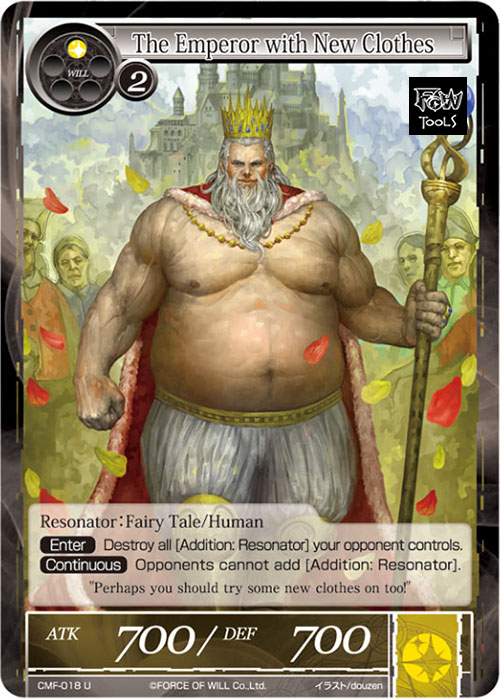 The Emperor with New Clothes
WILL
2
FOW
TOOLS
Resonator：Fairy Tale/Human
Enter Destroy all [Addition: Resonator] your opponent controls.
Continuous Opponents cannot add [Addition: Resonator].
"Perhaps you should try some new clothes on too!"
ATK 700 / DEF 700
CMF-018 U ©FORCE OF WILL Co.,Ltd. イラスト/douzen